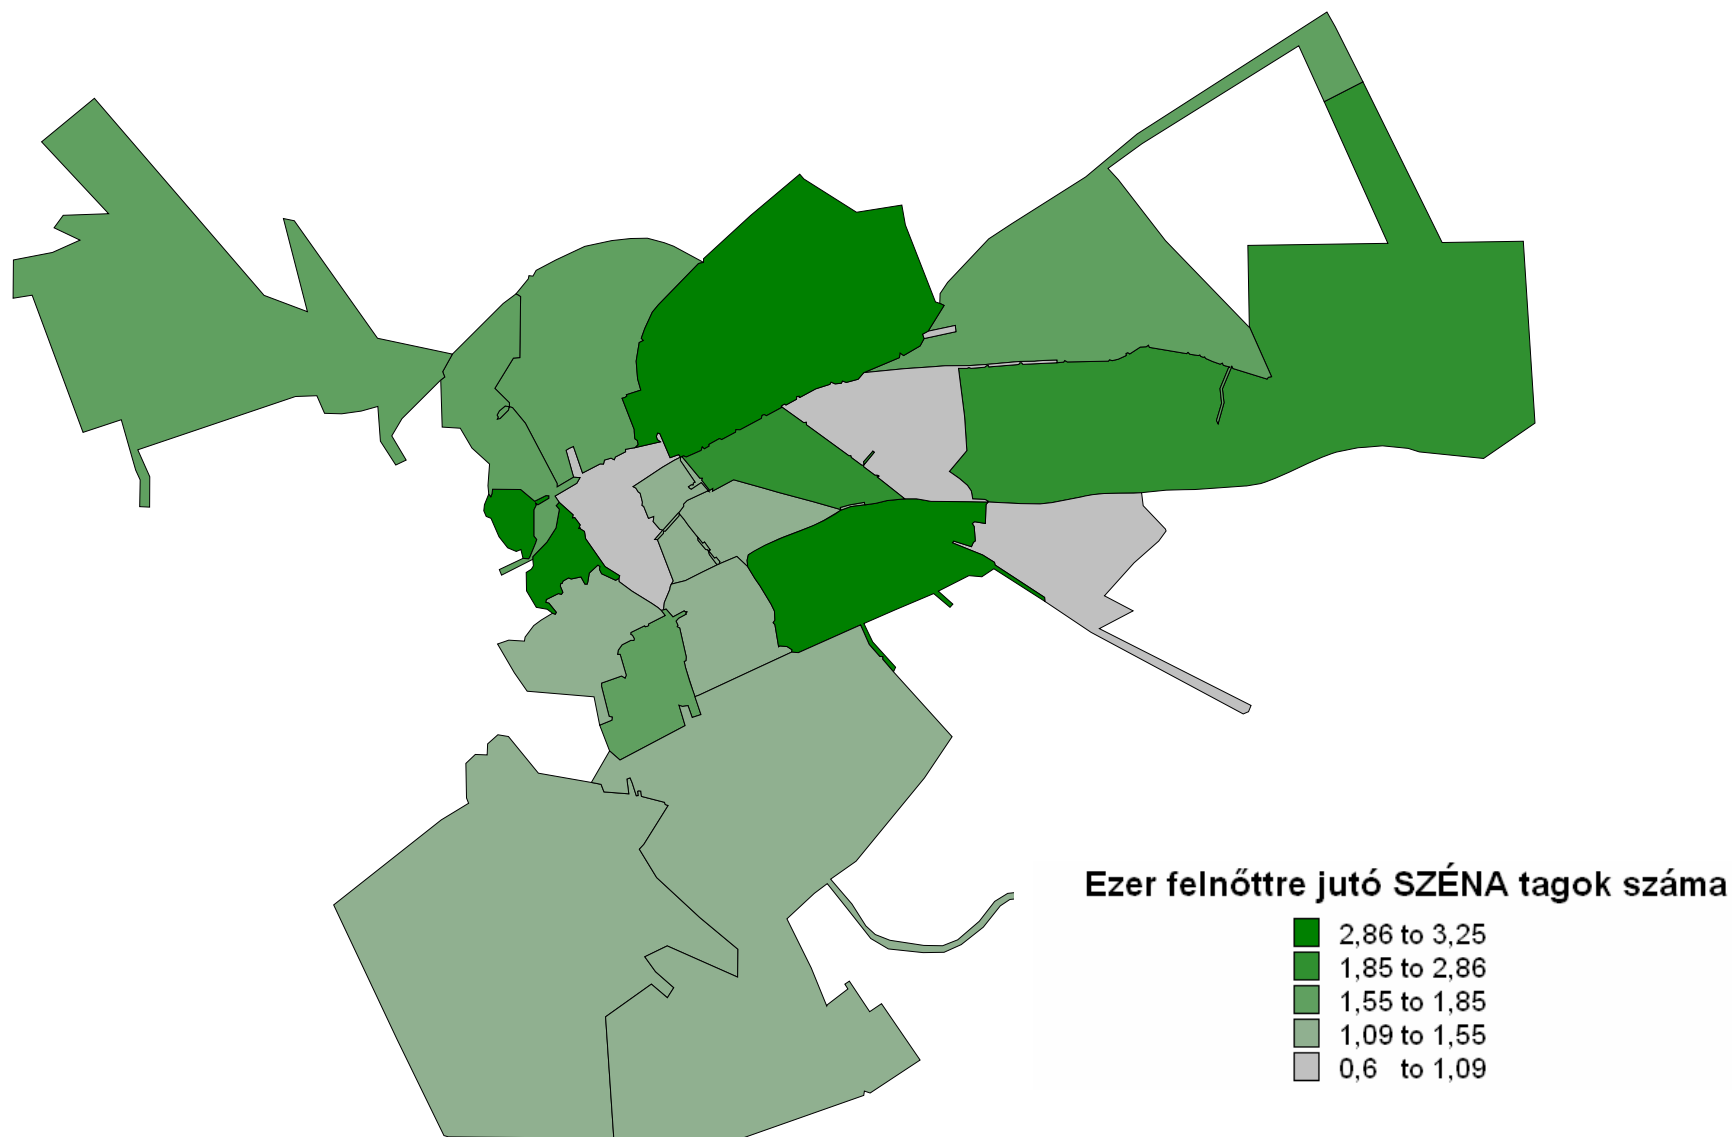 Ezer felnőttre jutó SZÉNA tagok száma
2,86 to 3,25
1,85 to 2,86
1,55 to 1,85
1,09 to 1,55
0,6 to 1,09